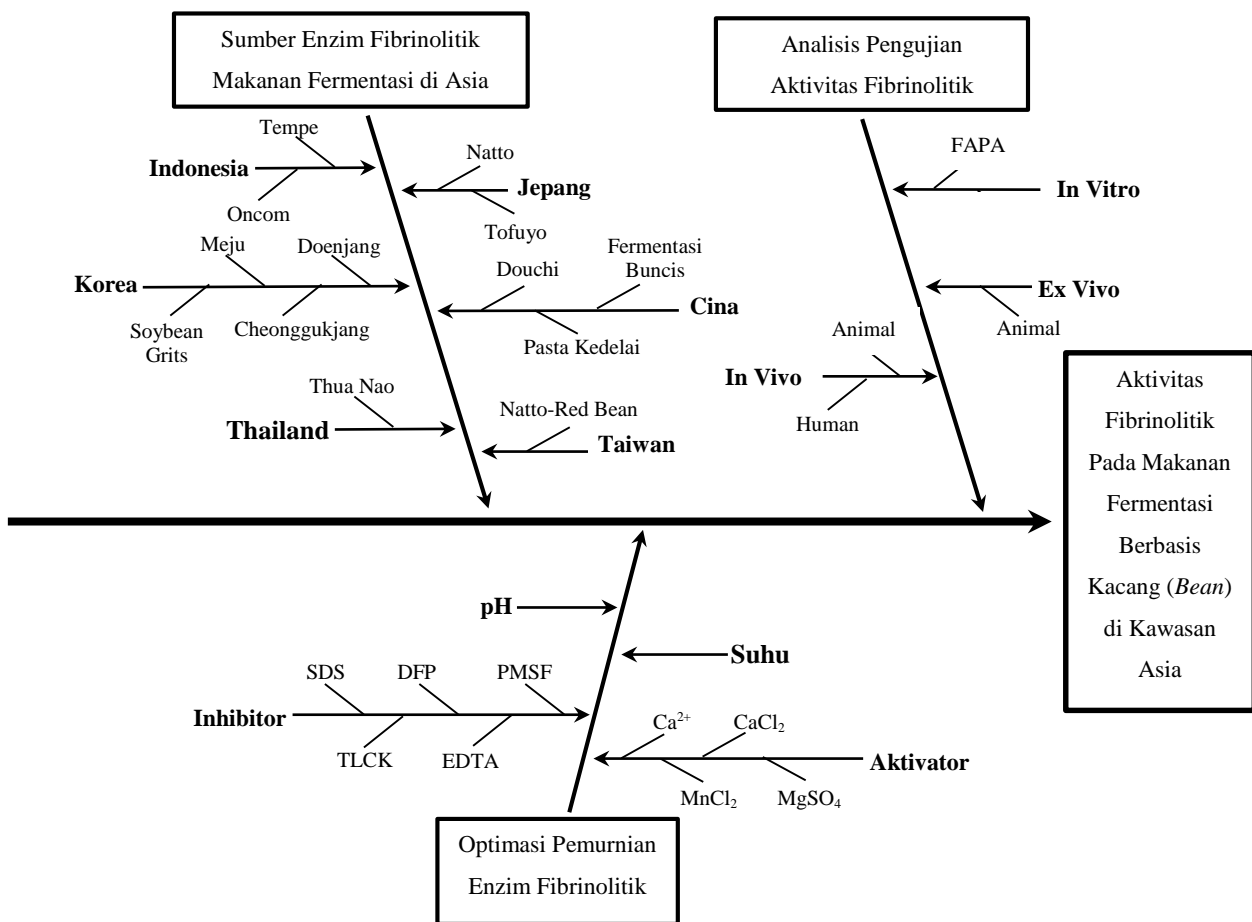 Sumber Enzim Fibrinolitik
Makanan Fermentasi di Asia
Analisis Pengujian
Aktivitas Fibrinolitik
Tempe
Indonesia
Oncom
Natto
Jepang
Tofuyo
Meju
Doenjang
Korea
Soybean
Grits
Cheonggukjang
Douchi
Fermentasi
Buncis
Cina
Pasta Kedelai
Thua Nao
Thailand
Natto-Red Bean
Taiwan
FAPA
In Vitro
Ex Vivo
Animal
Animal
In Vivo
Human
Aktivitas
Fibrinolitik
Pada Makanan
Fermentasi
Berbasis
Kacang (Bean)
di Kawasan
Asia
pH
Suhu
SDS
DFP
PMSF
Inhibitor
TLCK
EDTA
Ca²⁺
CaCl₂
Aktivator
MnCl₂
MgSO₄
Optimasi Pemurnian
Enzim Fibrinolitik